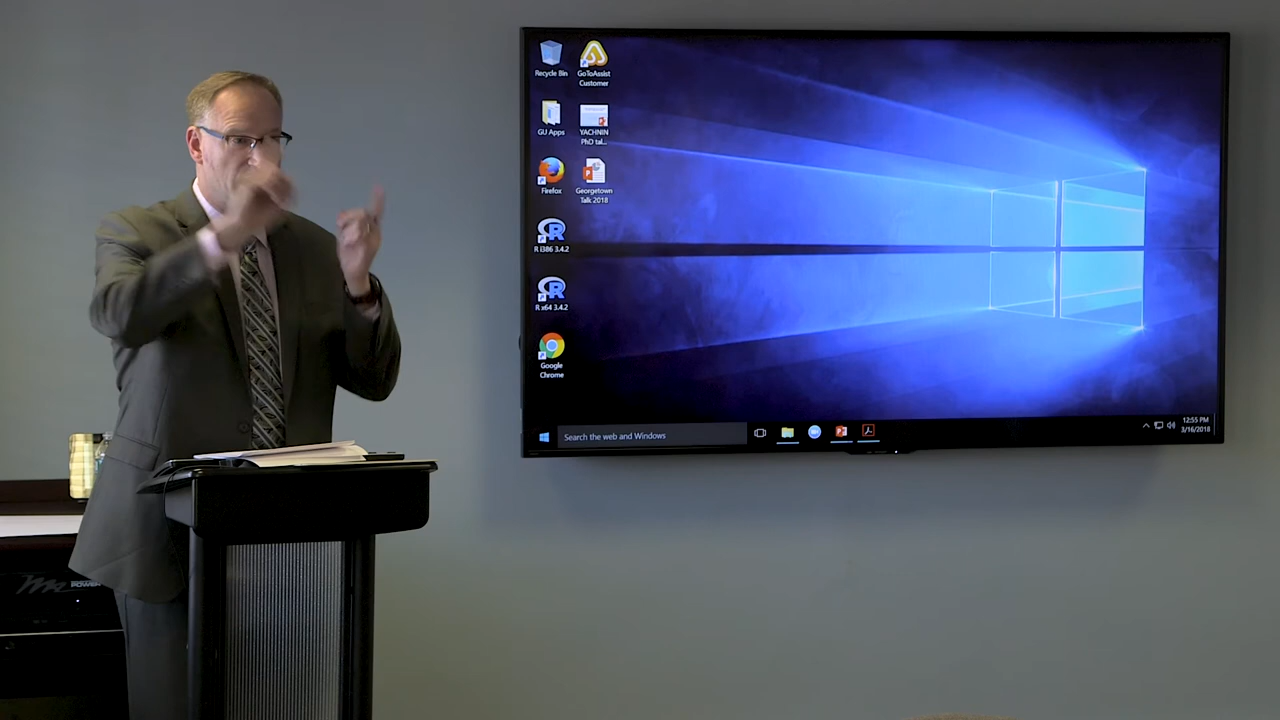 Recycle Bin
GoToAssist
Customer
GU Apps
YACHNIN
PhD tal...
Firefox
Georgetown
Talk 2018
R i386 3.4.2
R x64 3.4.2
Google
Chrome
Search the web and Windows
12:55 PM
3/16/2018
POWER